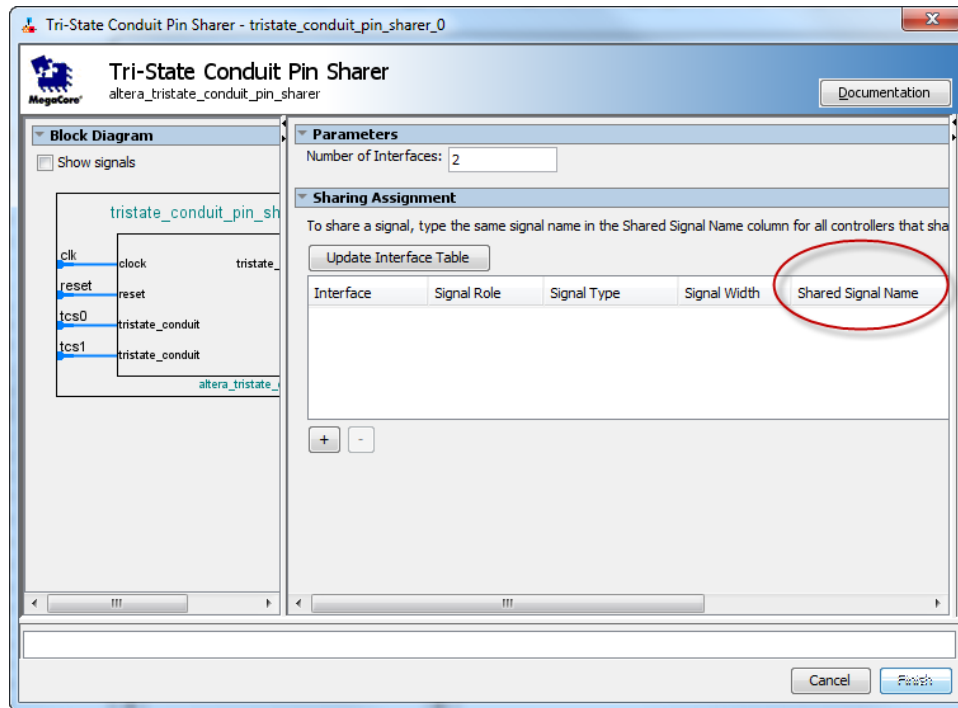 Tri-State Conduit Pin Sharer - tristate_conduit_pin_sharer_0
Tri-State Conduit Pin Sharer
altera_tristate_conduit_pin_sharer
MegaCore®
Documentation
Block Diagram
Show signals
tristate_conduit_pin_sh
clk
clock
tristate_
reset
reset
tcs0
tristate_conduit
tcs1
tristate_conduit
altera_tristate_
Parameters
Number of Interfaces: 2
Sharing Assignment
To share a signal, type the same signal name in the Shared Signal Name column for all controllers that sha
Update Interface Table
Interface Signal Role Signal Type Signal Width Shared Signal Name
+ -
Cancel Finish